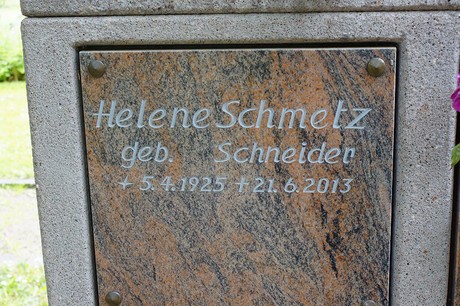 Helene Schmetz
geb. Schneider
+ 5.4.1925 + 21.6.2013